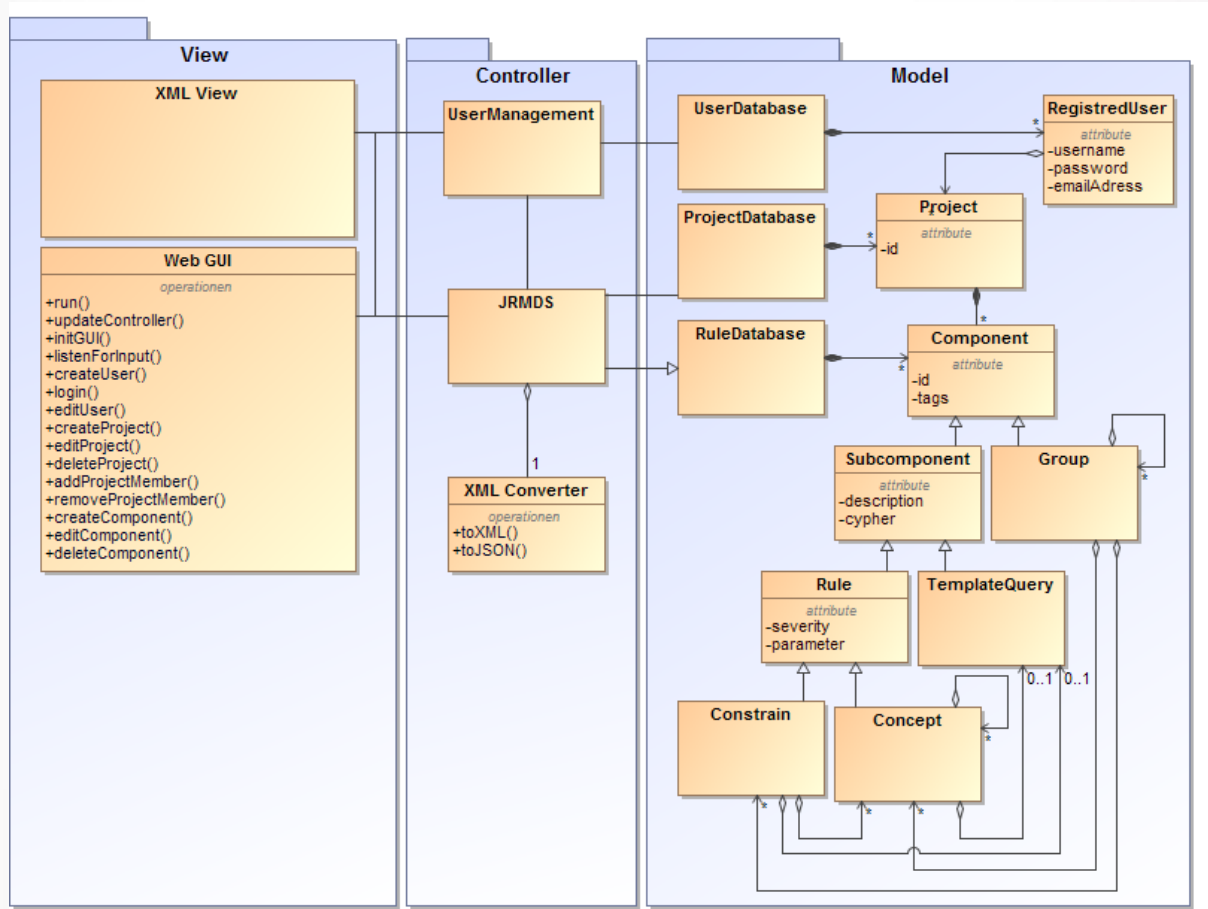 View
XML View
Web GUI
operationen
+run()
+updateController()
+initGUI()
+listenForInput()
+createUser()
+login()
+editUser()
+createProject()
+editProject()
+deleteProject()
+addProjectMember()
+removeProjectMember()
+createComponent()
+editComponent()
+deleteComponent()
Controller
UserManagement
JRMDS
1
XML Converter
operationen
+toXML()
+toJSON()
Model
UserDatabase
*
RegistredUser
attribute
-username
-password
-emailAdress
ProjectDatabase
*
Project
attribute
-id
*
RuleDatabase
*
Component
attribute
-id
-tags
Subcomponent
attribute
-description
-cypher
Group
*
Rule
attribute
-severity
-parameter
TemplateQuery
0..1
0..1
Constrain
*
Concept
*
*
*